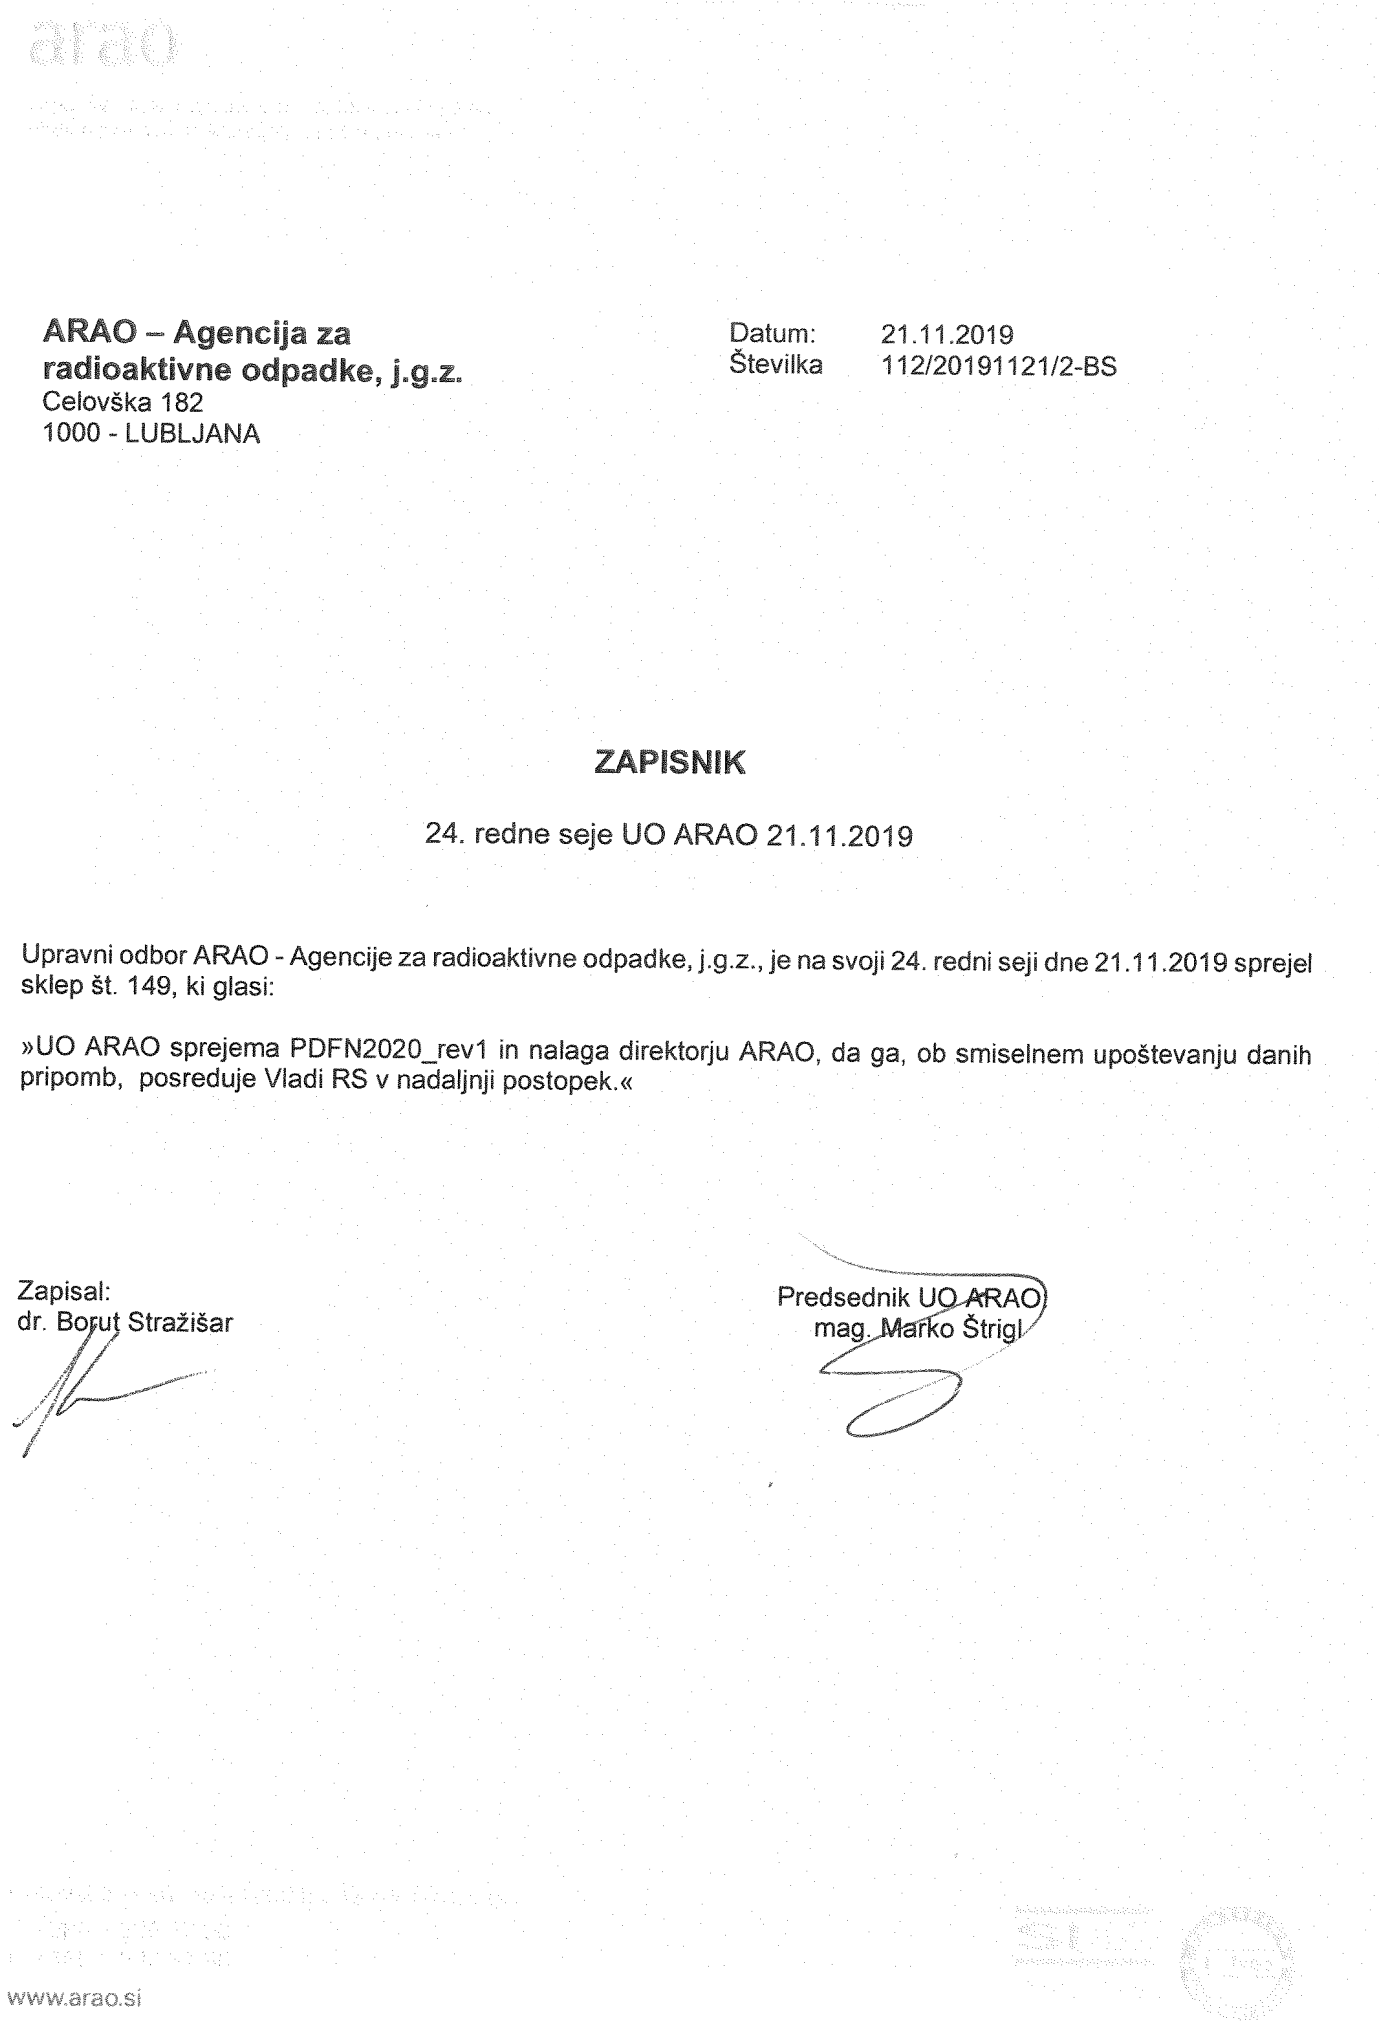 arao
ARAO – Agencija za
radioaktivne odpadke, j.g.z.
Celovška 182
1000 - LUBLJANA
Datum: 21.11.2019
Številka 112/20191121/2-BS
ZAPISNIK
24. redne seje UO ARAO 21.11.2019
Upravni odbor ARAO - Agencije za radioaktivne odpadke, j.g.z., je na svoji 24. redni seji dne 21.11.2019 sprejel
sklep št. 149, ki glasi:
»UO ARAO sprejema PDFN2020_rev1 in nalaga direktorju ARAO, da ga, ob smiselnem upoštevanju danih
pripomb, posreduje Vladi RS v nadaljnji postopek.«
Zapisal:
dr. Borut Stražišar
Predsednik UO ARAO
mag. Marko Štrigl
www.arao.si